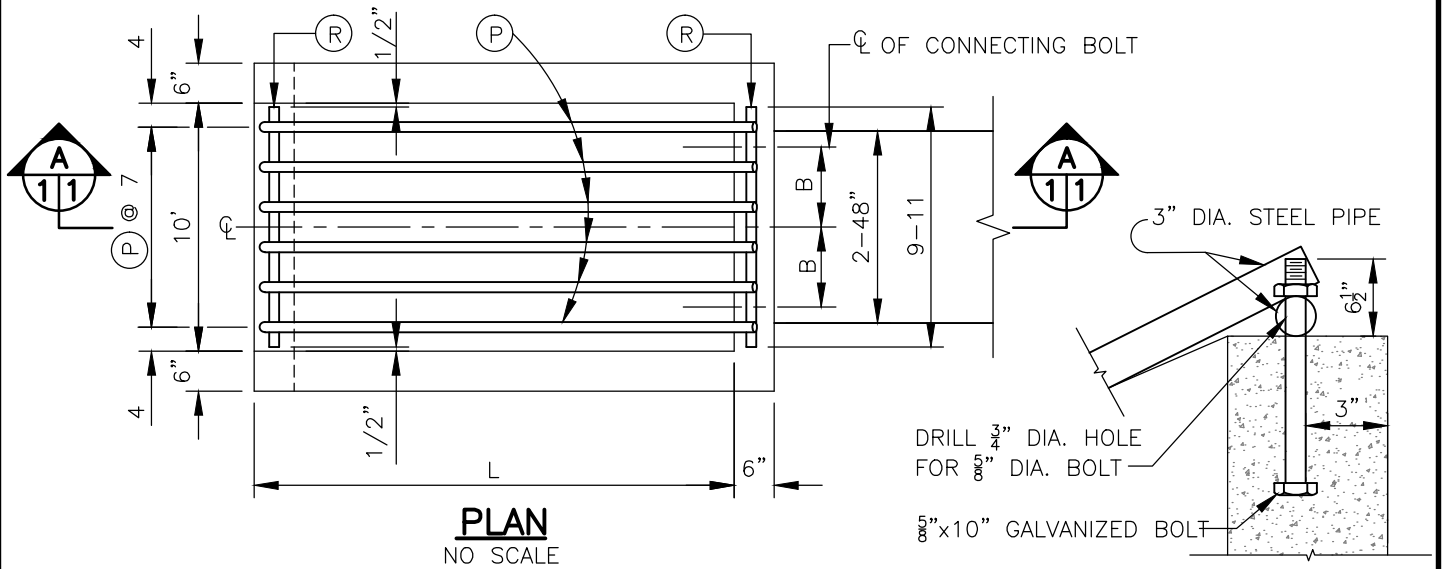 4
6"
R
1/2"
P
R
℄ OF CONNECTING BOLT
A
1 1
P @ 7
10'
℄
B
B
2-48"
9-11
A
1 1
3" DIA. STEEL PIPE
6 1/2"
3"
DRILL 3/4" DIA. HOLE
FOR 5/8" DIA. BOLT
5/8"x10" GALVANIZED BOLT
4
6"
1/2"
L
6"
PLAN
NO SCALE